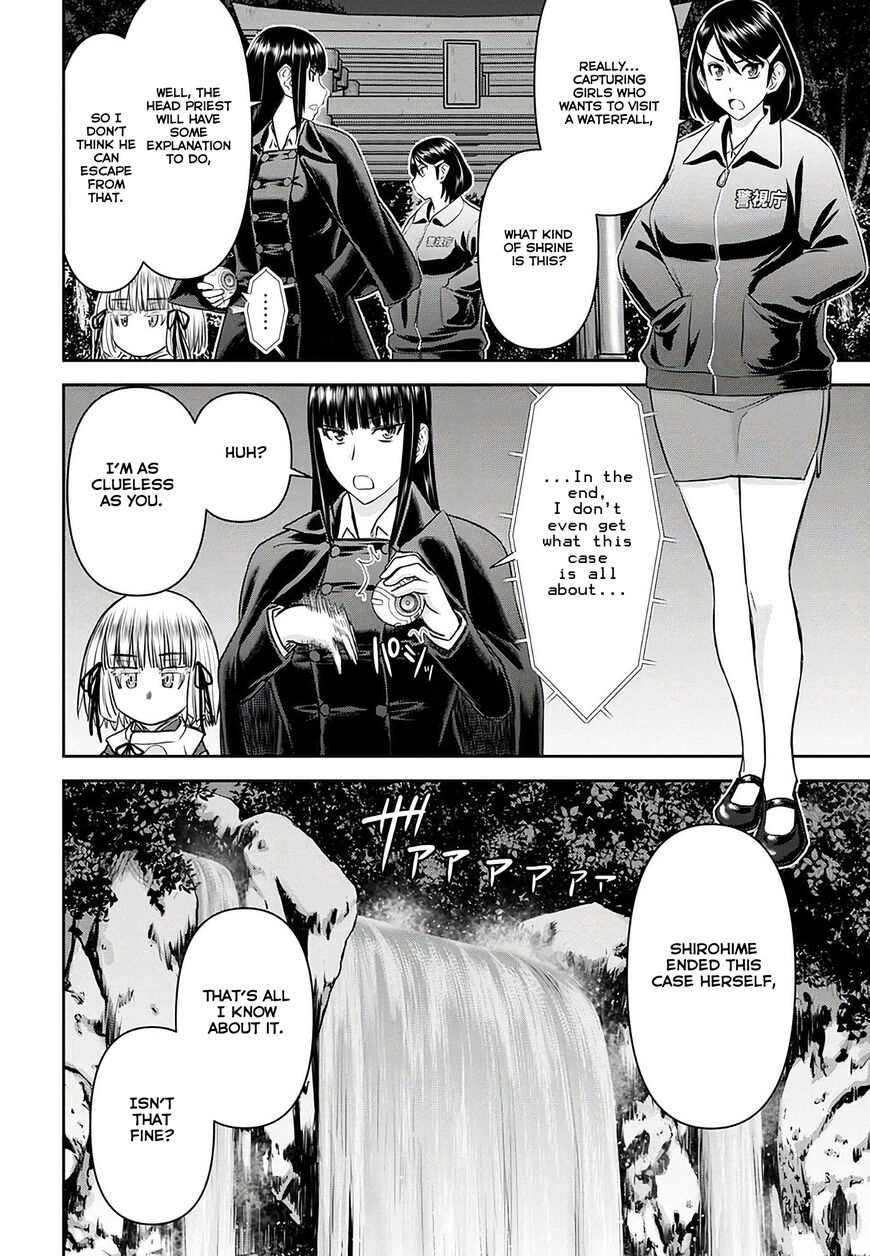 REALLY...
CAPTURING
GIRLS WHO
WANTS TO VISIT
A WATERFALL,
WHAT KIND
OF SHRINE
IS THIS?
警視庁
警視庁
WELL, THE
HEAD PRIEST
WILL HAVE
SOME
EXPLANATION
TO DO,
SO I
DON'T
THINK HE
CAN
ESCAPE
FROM
THAT.
......
...In the
end,
I don't
even get
what this
case
is all
about...
HUH?
I'M AS
CLUELESS
AS YOU.
パシッ
ザァアアアアー
SHIROHIME
ENDED THIS
CASE HERSELF,
THAT'S ALL
I KNOW
ABOUT IT.
ISN'T
THAT
FINE?